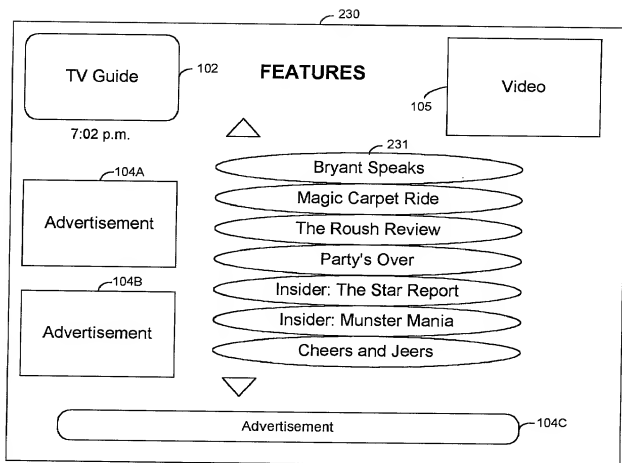 230
TV Guide
102
FEATURES
Video
105
7:02 p.m.
231
Bryant Speaks
104A
Magic Carpet Ride
Advertisement
The Roush Review
Party's Over
104B
Insider: The Star Report
Advertisement
Insider: Munster Mania
Cheers and Jeers
Advertisement
104C